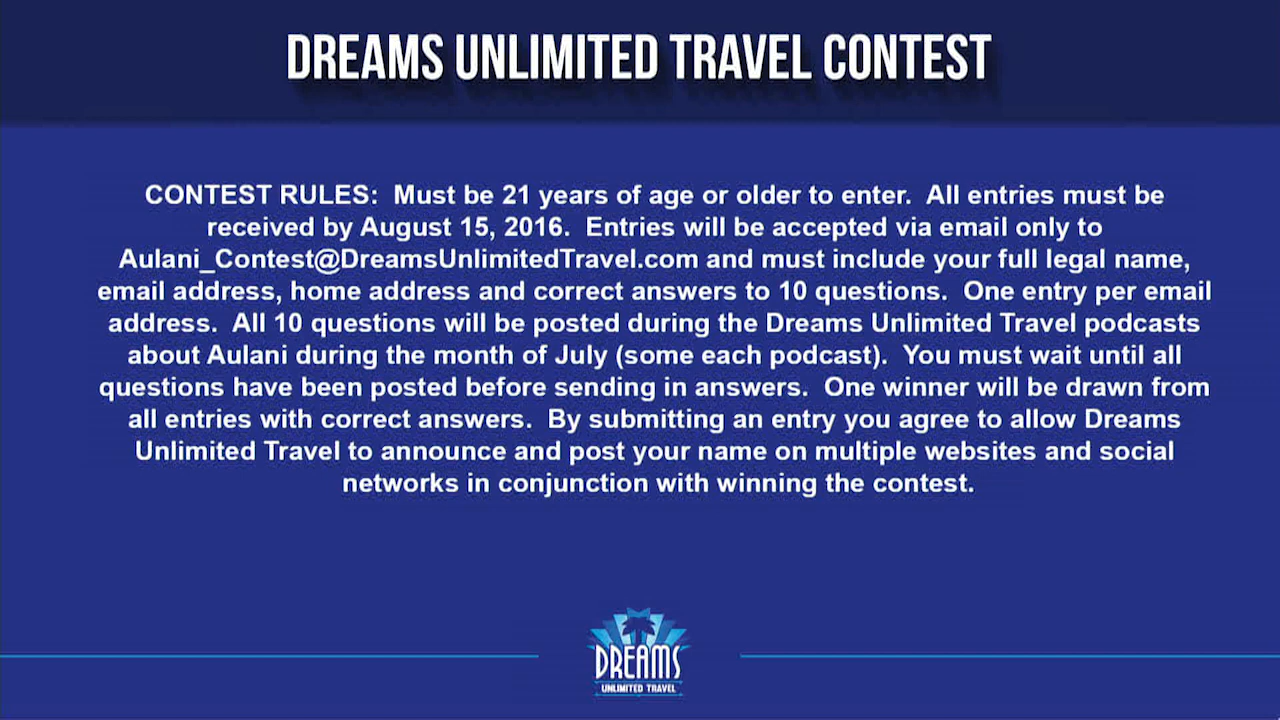 DREAMS UNLIMITED TRAVEL CONTEST
CONTEST RULES:  Must be 21 years of age or older to enter.  All entries must be
received by August 15, 2016.  Entries will be accepted via email only to
Aulani_Contest@DreamsUnlimitedTravel.com and must include your full legal name,
email address, home address and correct answers to 10 questions.  One entry per email
address.  All 10 questions will be posted during the Dreams Unlimited Travel podcasts
about Aulani during the month of July (some each podcast).  You must wait until all
questions have been posted before sending in answers.  One winner will be drawn from
all entries with correct answers.  By submitting an entry you agree to allow Dreams
Unlimited Travel to announce and post your name on multiple websites and social
networks in conjunction with winning the contest.
DREAMS
UNLIMITED TRAVEL